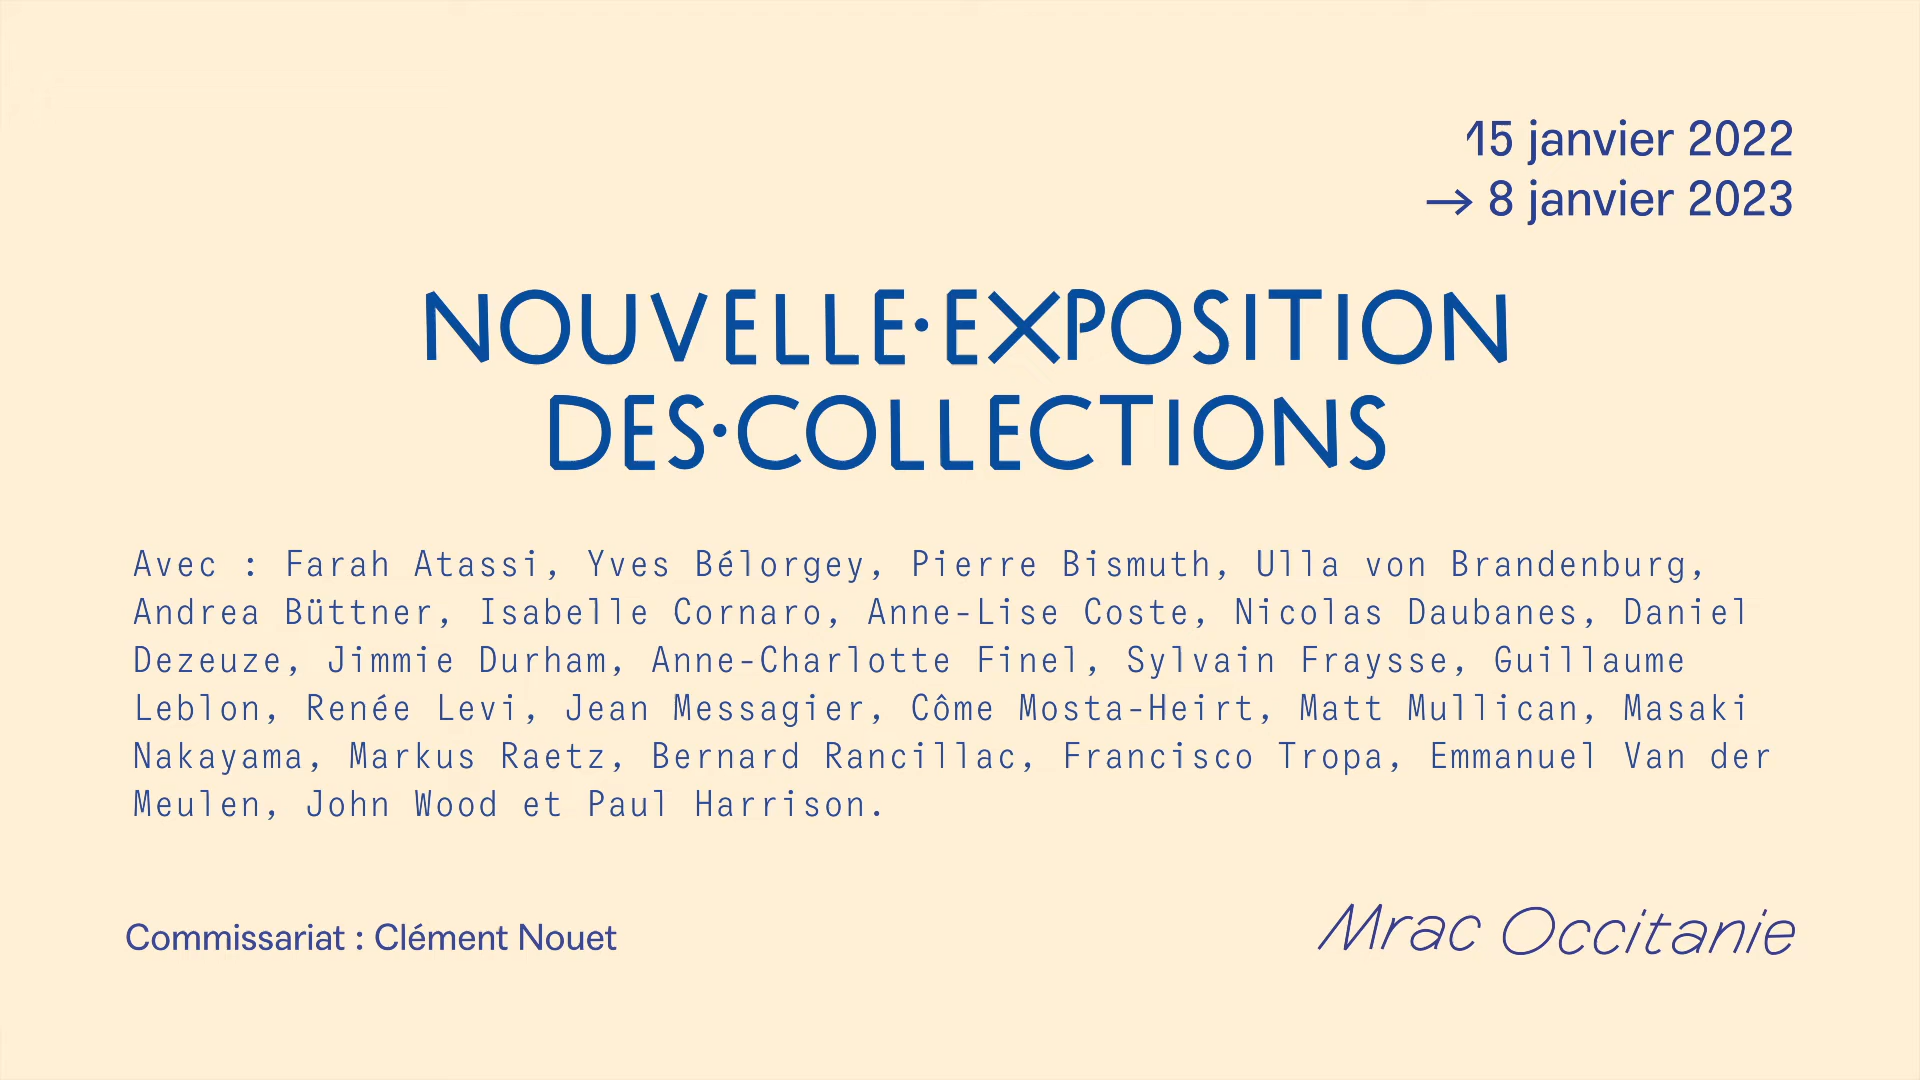 15 janvier 2022
→ 8 janvier 2023
NOUVELLE·EXPOSITION
DES·COLLECTIONS
Avec : Farah Atassi, Yves Bélorgey, Pierre Bismuth, Ulla von Brandenburg,
Andrea Büttner, Isabelle Cornaro, Anne-Lise Coste, Nicolas Daubanes, Daniel
Dezeuze, Jimmie Durham, Anne-Charlotte Finel, Sylvain Fraysse, Guillaume
Leblon, Renée Levi, Jean Messagier, Côme Mosta-Heirt, Matt Mullican, Masaki
Nakayama, Markus Raetz, Bernard Rancillac, Francisco Tropa, Emmanuel Van der
Meulen, John Wood et Paul Harrison.
Commissariat : Clément Nouet
Mrac Occitanie